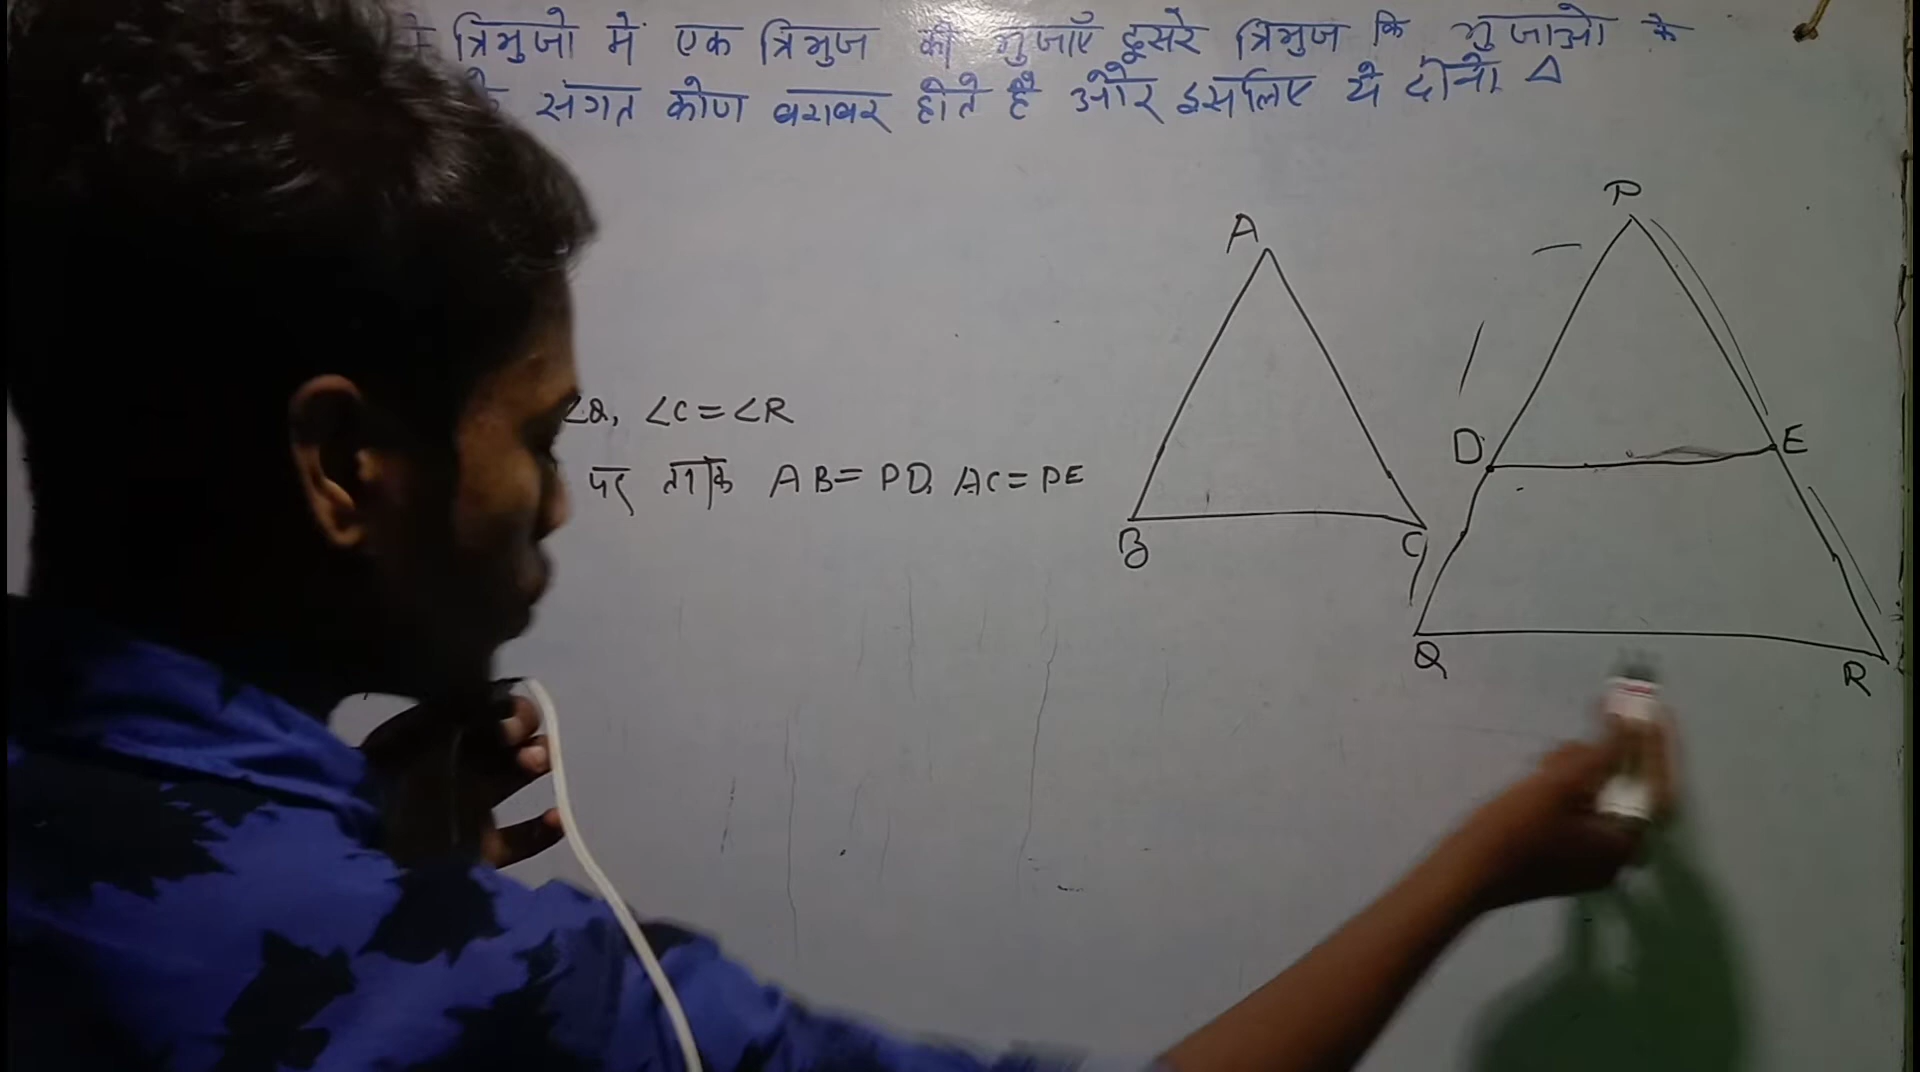 त्रिभुजो मे एक त्रिभुज की भुजाएँ दूसरे त्रिभुज कि भुजाओ के
संगत कोण बराबर होते है और इसलिए ये दोनो Δ
∠Q, ∠C = ∠R
पर ताकि AB = PD, AC = PE
A
P
D
E
B
C
Q
R